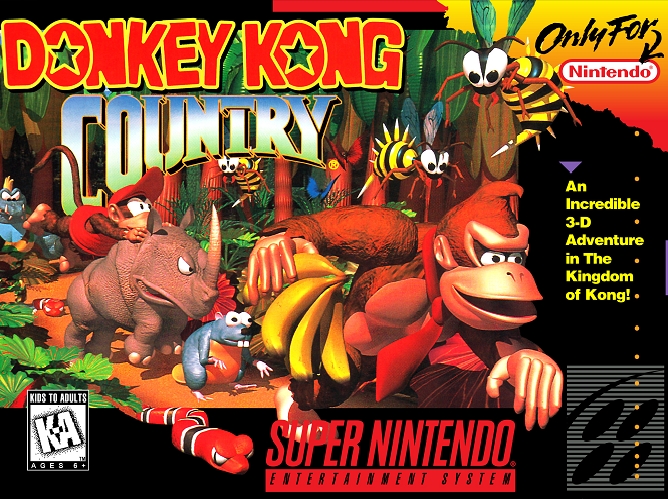 DONKEY KONG
COUNTRY®
Only For
Nintendo®
An
Incredible
3-D
Adventure
in The
Kingdom
of Kong!
KIDS TO ADULTS
KA
AGES 6+
SUPER NINTENDO®
ENTERTAINMENT SYSTEM